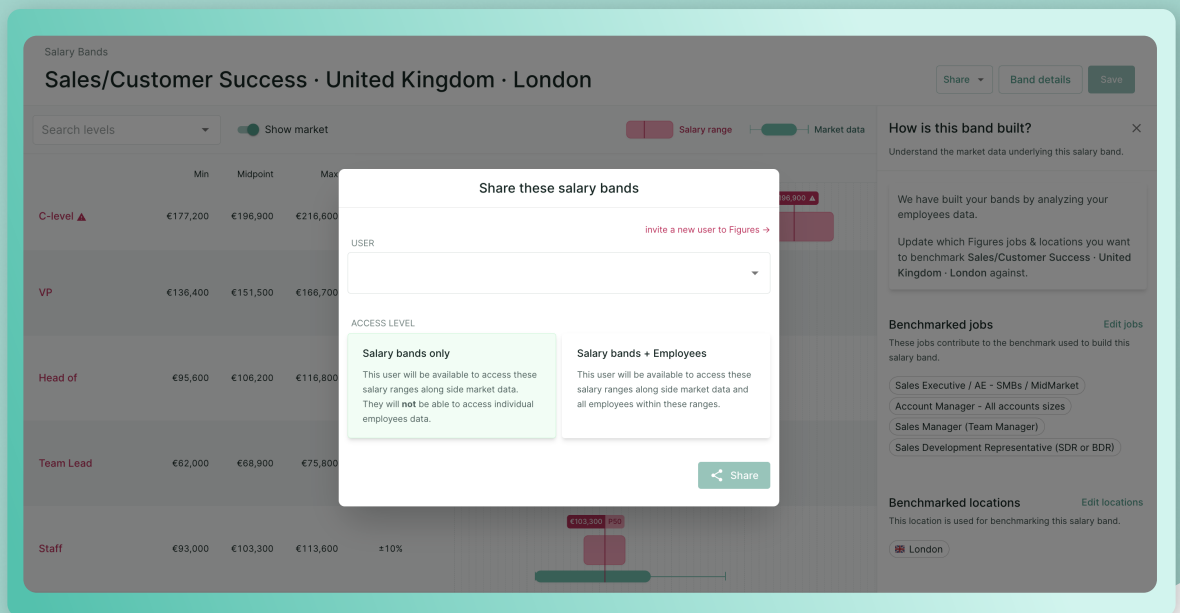 Salary Bands
Sales/Customer Success · United Kingdom · London
Share
Band details
Save
Search levels
Show market
Salary range
Market data
How is this band built?
Understand the market data underlying this salary band.
Min Midpoint Max
C-level €177,200 €196,900 €216,600
96,900
VP €136,400 €151,500 €166,700
Head of €95,600 €106,200 €116,800
Team Lead €62,000 €68,900 €75,800
Staff €93,000 €103,300 €113,600 ±10%
€103,300 P50
Share these salary bands
invite a new user to Figures →
USER
ACCESS LEVEL
Salary bands only
This user will be available to access these
salary ranges along side market data.
They will not be able to access individual
employees data.
Salary bands + Employees
This user will be available to access these
salary ranges along side market data and
all employees within these ranges.
Share
We have built your bands by analyzing your
employees data.
Update which Figures jobs & locations you want
to benchmark Sales/Customer Success · United
Kingdom · London against.
Benchmarked jobs
Edit jobs
These jobs contribute to the benchmark used to build this
salary band.
Sales Executive / AE - SMBs / MidMarket
Account Manager - All accounts sizes
Sales Manager (Team Manager)
Sales Development Representative (SDR or BDR)
Benchmarked locations
Edit locations
This location is used for benchmarking this salary band.
London